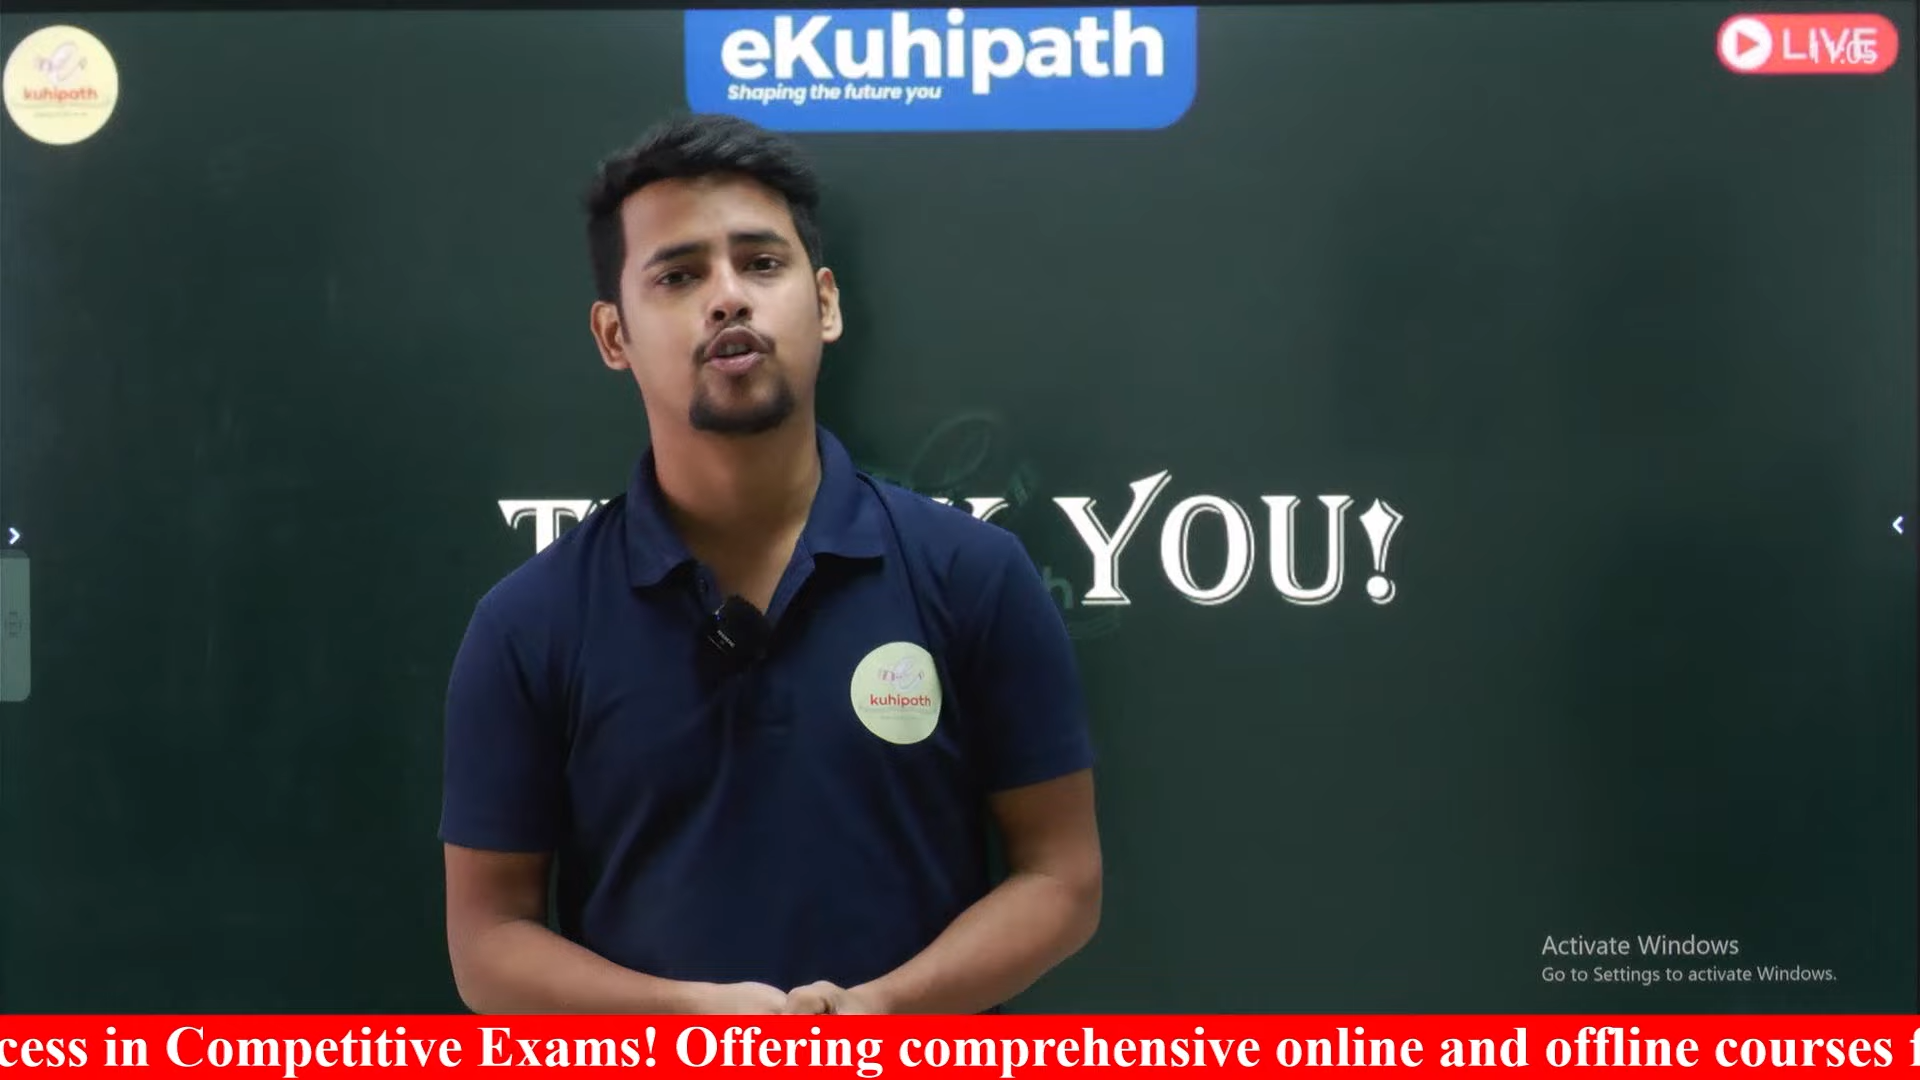 eKuhipath
Shaping the future you
kuhipath
LIVE
YOU!
kuhipath
Activate Windows
Go to Settings to activate Windows.
cess in Competitive Exams! Offering comprehensive online and offline courses f